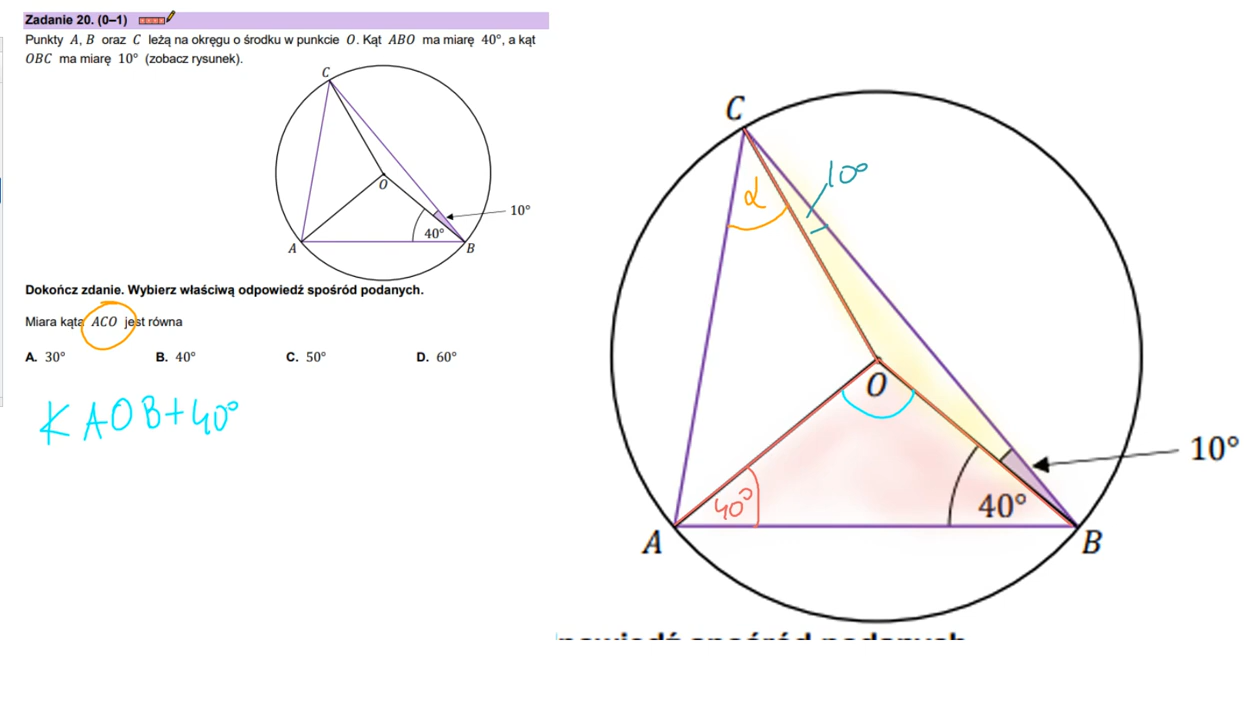 Zadanie 20. (0–1)
Punkty A, B oraz C leżą na okręgu o środku w punkcie O. Kąt ABO ma miarę 40°, a kąt
OBC ma miarę 10° (zobacz rysunek).
C
O
10°
40°
A
B
Dokończ zdanie. Wybierz właściwą odpowiedź spośród podanych.
Miara kąta ACO jest równa
A. 30° B. 40° C. 50° D. 60°
∢ AOB+40°
C
10°
α
O
10°
40°
40°
A
B